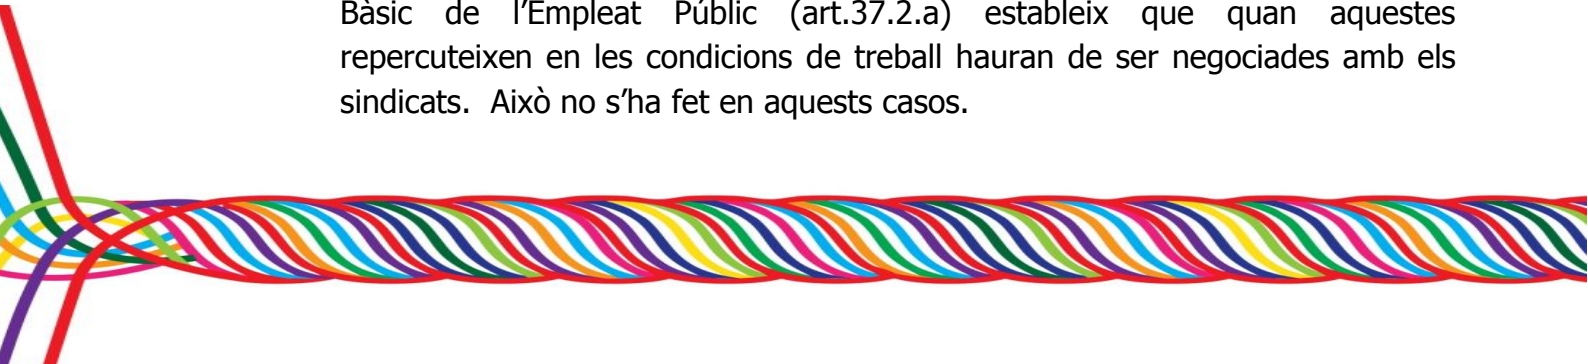 Bàsic de l’Empleat Públic (art.37.2.a) estableix que quan aquestes
repercuteixen en les condicions de treball hauran de ser negociades amb els
sindicats.  Això no s’ha fet en aquests casos.